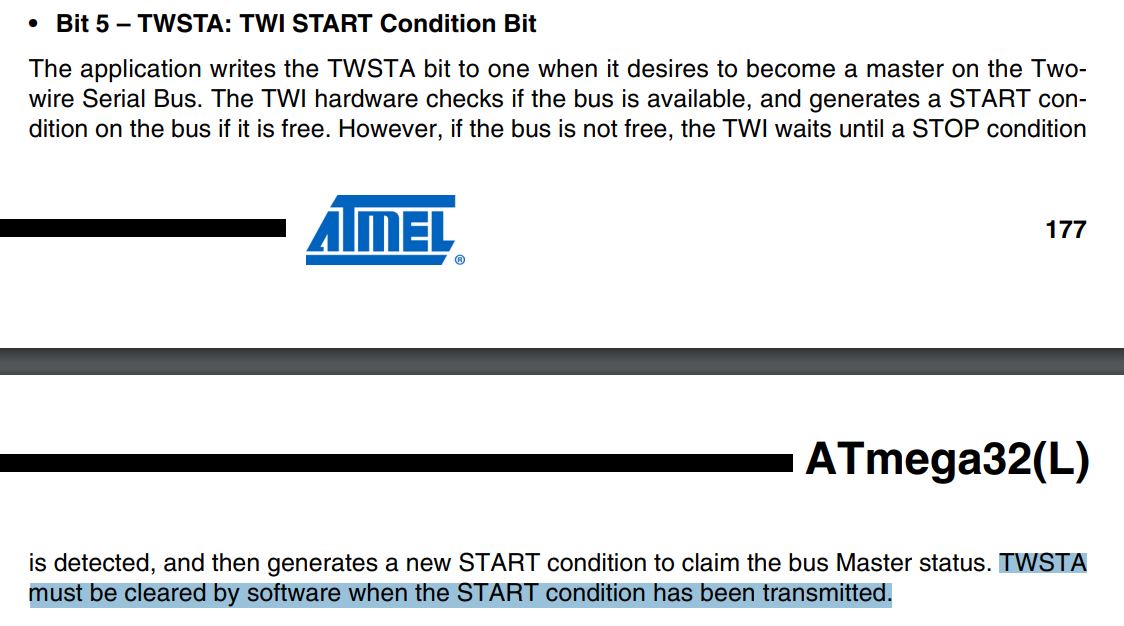 • Bit 5 – TWSTA: TWI START Condition Bit
The application writes the TWSTA bit to one when it desires to become a master on the Two-
wire Serial Bus. The TWI hardware checks if the bus is available, and generates a START con-
dition on the bus if it is free. However, if the bus is not free, the TWI waits until a STOP condition
ATMEL®
177
ATmega32(L)
is detected, and then generates a new START condition to claim the bus Master status. TWSTA
must be cleared by software when the START condition has been transmitted.